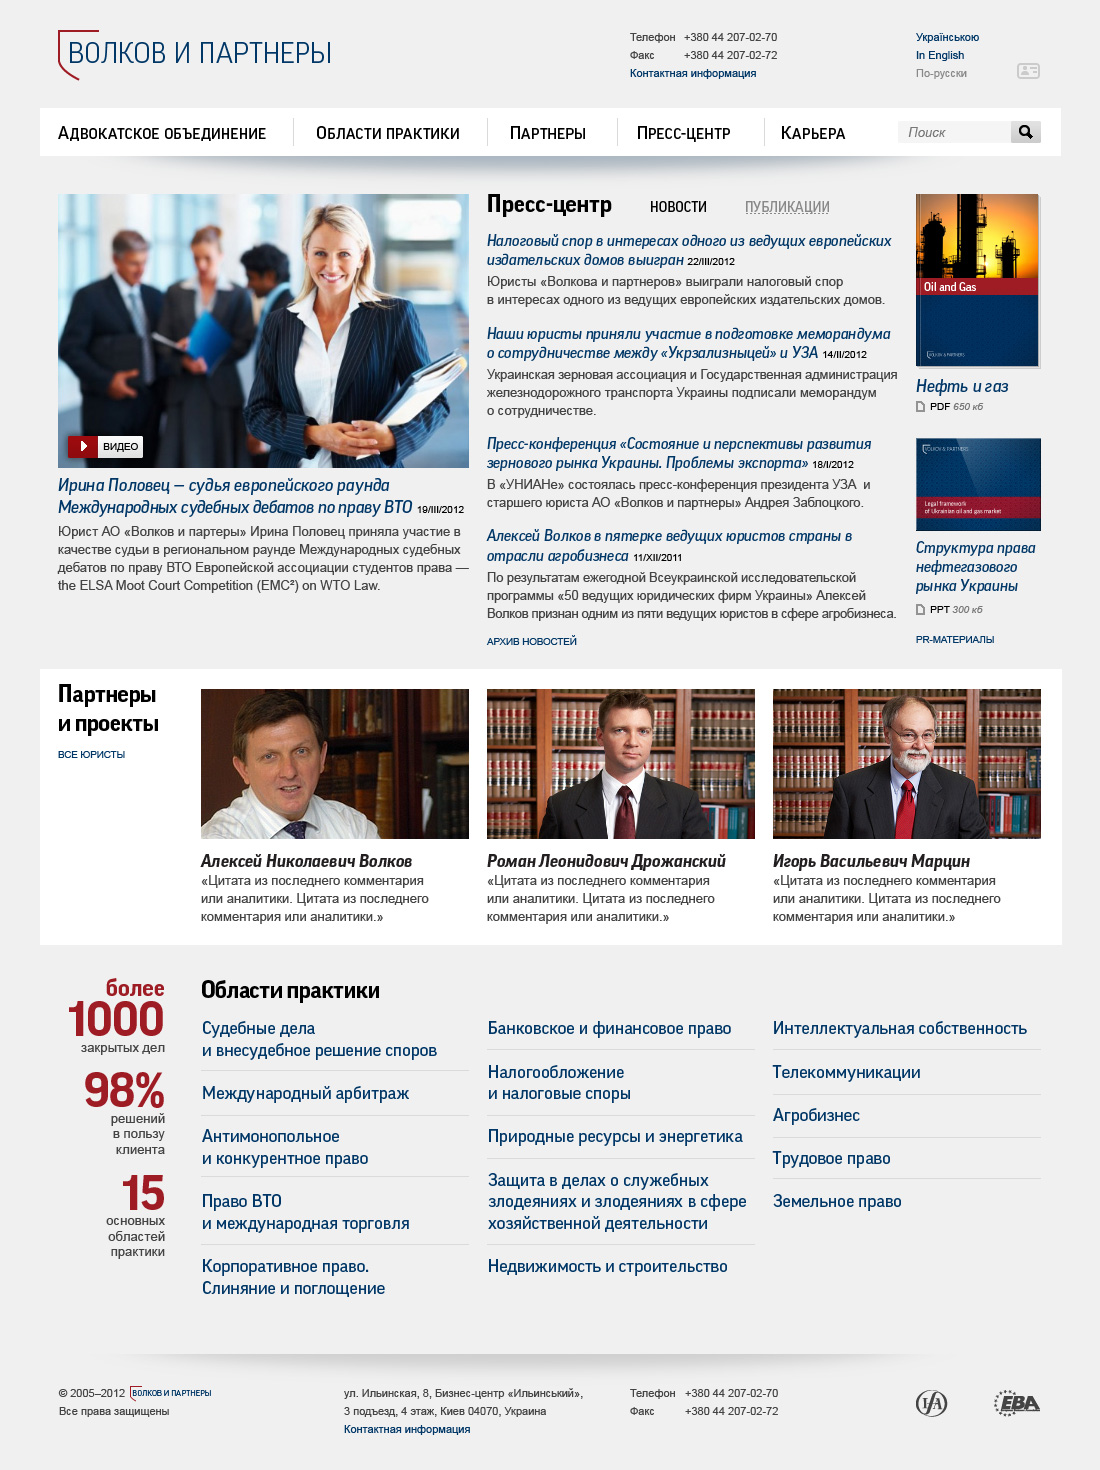 ВОЛКОВ И ПАРТНЕРЫ
Телефон +380 44 207-02-70
Факс +380 44 207-02-72
Контактная информация
Українською
In English
По-русски
АДВОКАТСКОЕ ОБЪЕДИНЕНИЕ
ОБЛАСТИ ПРАКТИКИ
ПАРТНЕРЫ
ПРЕСС-ЦЕНТР
КАРЬЕРА
Поиск
ВИДЕО
Ирина Половец – судья европейского раунда
Международных судебных дебатов по праву ВТО 19/III/2012
Юрист АО «Волков и партеры» Ирина Половец приняла участие в
качестве судьи в региональном раунде Международных судебных
дебатов по праву ВТО Европейской ассоциации студентов права —
the ELSA Moot Court Competition (EMC²) on WTO Law.
Пресс-центр
НОВОСТИ
ПУБЛИКАЦИИ
Налоговый спор в интересах одного из ведущих европейских
издательских домов выигран 22/III/2012
Юристы «Волкова и партнеров» выиграли налоговый спор
в интересах одного из ведущих европейских издательских домов.
Наши юристы приняли участие в подготовке меморандума
о сотрудничестве между «Укрзализныцей» и УЗА 14/II/2012
Украинская зерновая ассоциация и Государственная администрация
железнодорожного транспорта Украины подписали меморандум
о сотрудничестве.
Пресс-конференция «Состояние и перспективы развития
зернового рынка Украины. Проблемы экспорта» 18/I/2012
В «УНИАНе» состоялась пресс-конференция президента УЗА и
старшего юриста АО «Волков и партнеры» Андрея Заблоцкого.
Алексей Волков в пятерке ведущих юристов страны в
отрасли агробизнеса 11/XII/2011
По результатам ежегодной Всеукраинской исследовательской
программы «50 ведущих юридических фирм Украины» Алексей
Волков признан одним из пяти ведущих юристов в сфере агробизнеса.
АРХИВ НОВОСТЕЙ
Oil and Gas
VOLKOV & PARTNERS
Нефть и газ
PDF 650 кб
VOLKOV & PARTNERS
Legal framework
of Ukrainian oil and gas market
Структура права
нефтегазового
рынка Украины
PPT 300 кб
PR-МАТЕРИАЛЫ
Партнеры
и проекты
ВСЕ ЮРИСТЫ
Алексей Николаевич Волков
«Цитата из последнего комментария
или аналитики. Цитата из последнего
комментария или аналитики.»
Роман Леонидович Дрожанский
«Цитата из последнего комментария
или аналитики. Цитата из последнего
комментария или аналитики.»
Игорь Васильевич Марцин
«Цитата из последнего комментария
или аналитики. Цитата из последнего
комментария или аналитики.»
более
1000
закрытых дел
98%
решений
в пользу
клиента
15
основных
областей
практики
Области практики
Судебные дела
и внесудебное решение споров
Международный арбитраж
Антимонопольное
и конкурентное право
Право ВТО
и международная торговля
Корпоративное право.
Слиняние и поглощение
Банковское и финансовое право
Налогообложение
и налоговые споры
Природные ресурсы и энергетика
Защита в делах о служебных
злодеяниях и злодеяниях в сфере
хозяйственной деятельности
Недвижимость и строительство
Интеллектуальная собственность
Телекоммуникации
Агробизнес
Трудовое право
Земельное право
© 2005–2012 ВОЛКОВ И ПАРТНЕРЫ
Все права защищены
ул. Ильинская, 8, Бизнес-центр «Ильинський»,
3 подъезд, 4 этаж, Киев 04070, Украина
Контактная информация
Телефон +380 44 207-02-70
Факс +380 44 207-02-72
EBA